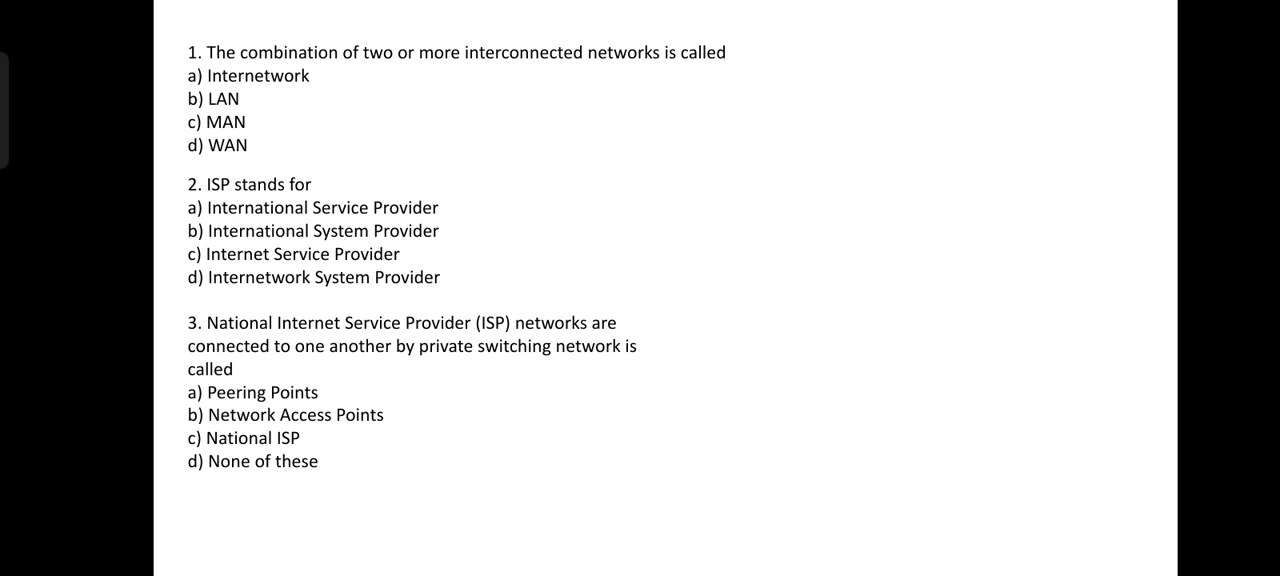 1. The combination of two or more interconnected networks is called
a) Internetwork
b) LAN
c) MAN
d) WAN
2. ISP stands for
a) International Service Provider
b) International System Provider
c) Internet Service Provider
d) Internetwork System Provider
3. National Internet Service Provider (ISP) networks are
connected to one another by private switching network is
called
a) Peering Points
b) Network Access Points
c) National ISP
d) None of these